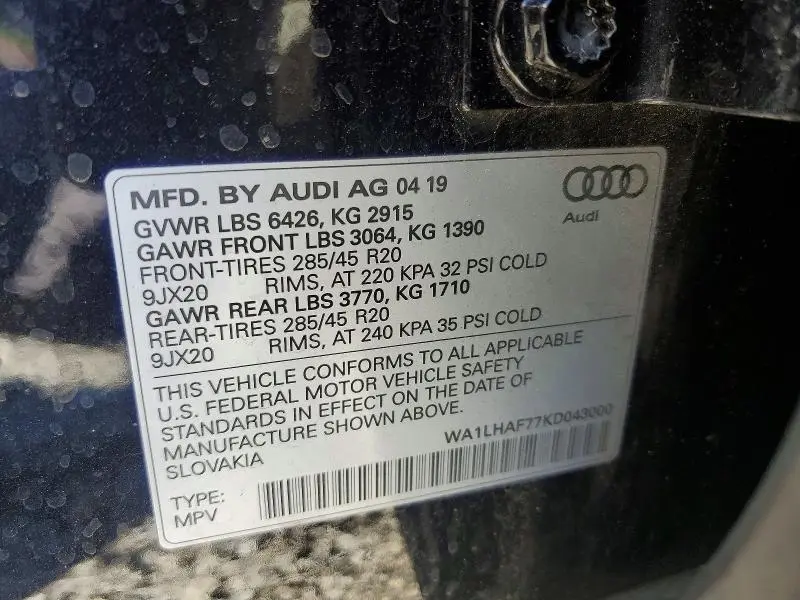 MFD. BY AUDI AG 04 19
Audi
GVWR LBS 6426, KG 2915
GAWR FRONT LBS 3064, KG 1390
FRONT-TIRES 285/45 R20
9JX20 RIMS, AT 220 KPA 32 PSI COLD
GAWR REAR LBS 3770, KG 1710
REAR-TIRES 285/45 R20
9JX20 RIMS, AT 240 KPA 35 PSI COLD
THIS VEHICLE CONFORMS TO ALL APPLICABLE
U.S. FEDERAL MOTOR VEHICLE SAFETY
STANDARDS IN EFFECT ON THE DATE OF
MANUFACTURE SHOWN ABOVE.
SLOVAKIA
WA1LHAF77KD043000
TYPE:
MPV